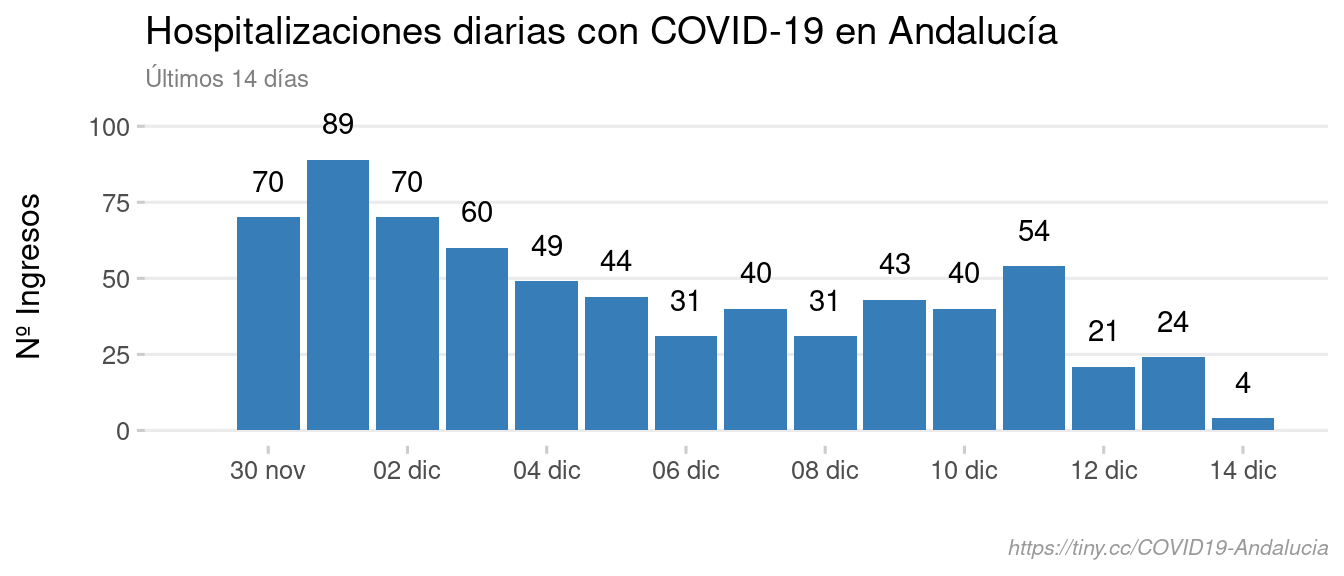 Hospitalizaciones diarias con COVID-19 en Andalucía
Últimos 14 días
Nº Ingresos
100
75
50
25
0
70
89
70
60
49
44
31
40
31
43
40
54
21
24
4
30 nov
02 dic
04 dic
06 dic
08 dic
10 dic
12 dic
14 dic
https://tiny.cc/COVID19-Andalucia